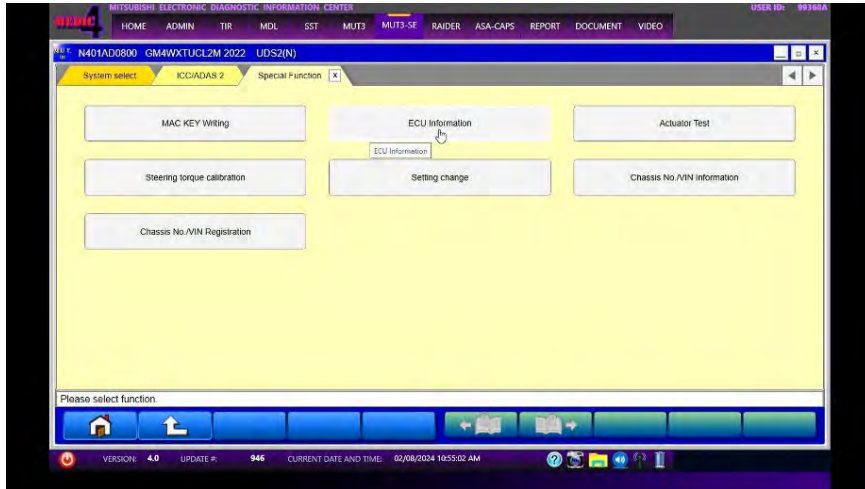 MITSUBISHI ELECTRONIC DIAGNOSTIC INFORMATION CENTER
USER ID: 99360A
MEDIC 4
HOME ADMIN TIR MDL SST MUT3 MUT3-SE RAIDER ASA-CAPS REPORT DOCUMENT VIDEO
N401AD0800 GM4WXTUCL2M 2022 UDS2(N)
System select ICC/ADAS 2 Special Function x
MAC KEY Writing ECU Information Actuator Test
ECU Information
Steering torque calibration Setting change Chassis No./VIN Information
Chassis No./VIN Registration
Please select function.
VERSION: 4.0 UPDATE #: 946 CURRENT DATE AND TIME: 02/08/2024 10:55:02 AM